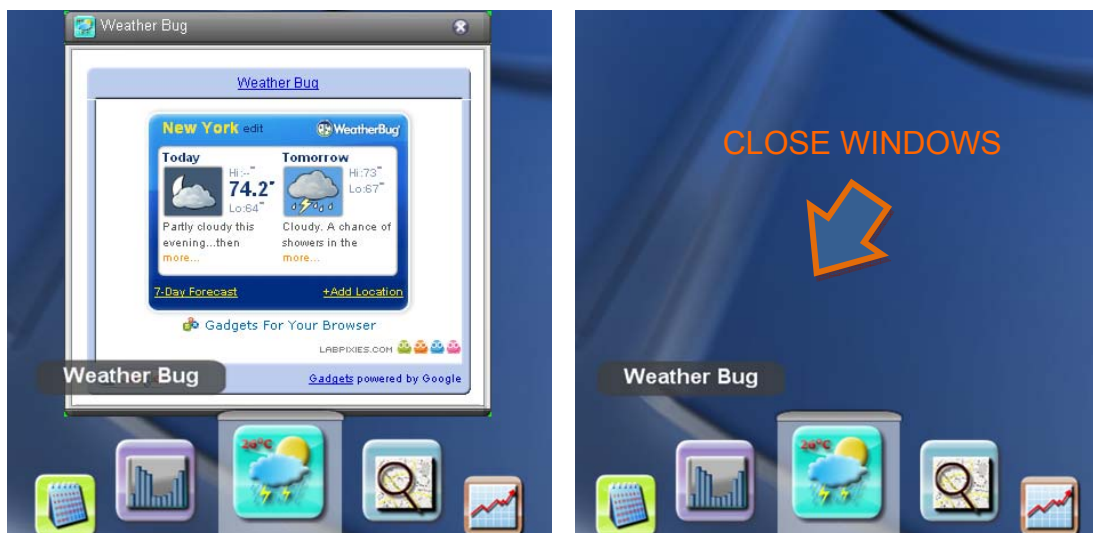 Weather Bug
Weather Bug
New York edit WeatherBug
Today Tomorrow
Hi:-- Hi:73°
74.2° Lo:67°
Lo:64°
Partly cloudy this Cloudy. A chance of
evening...then showers in the
more... more...
7-Day Forecast +Add Location
Gadgets For Your Browser
LABPIXIES.COM
Weather Bug
Gadgets powered by Google
20°C
CLOSE WINDOWS
Weather Bug
20°C